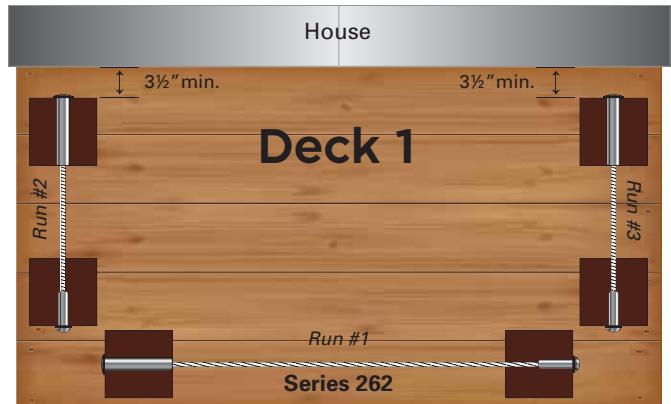 House
3½” min.
3½” min.
Deck 1
Run #2
Run #3
Run #1
Series 262